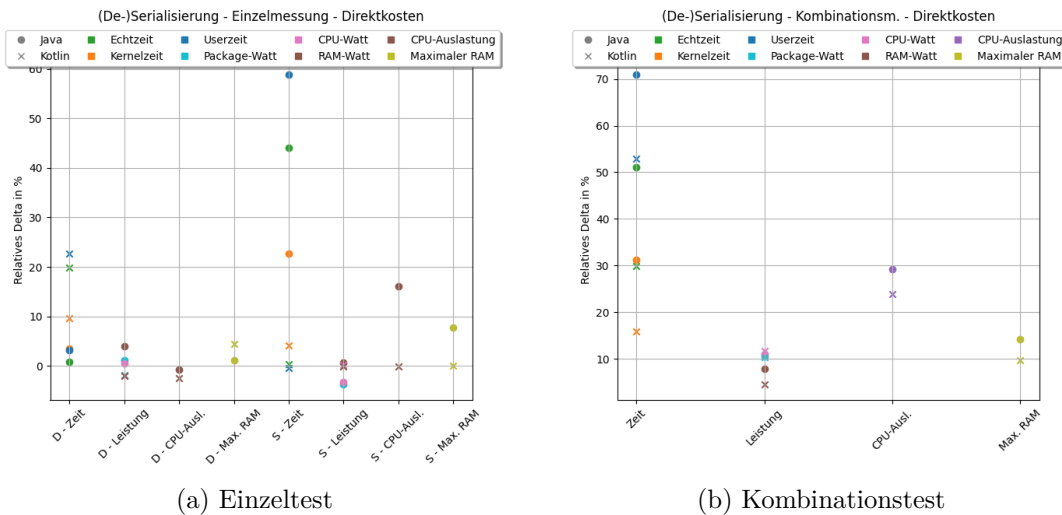 (De-)Serialisierung - Einzelmessung - Direktkosten
Java Echtzeit Userzeit CPU-Watt CPU-Auslastung
Kotlin Kernelzeit Package-Watt RAM-Watt Maximaler RAM
60
50
40
30
20
10
0
Relatives Delta in %
D - Zeit
D - Leistung
D - CPU-Ausl.
D - Max. RAM
S - Zeit
S - Leistung
S - CPU-Ausl.
S - Max. RAM
(a) Einzeltest
(De-)Serialisierung - Kombinationsm. - Direktkosten
Java Echtzeit Userzeit CPU-Watt CPU-Auslastung
Kotlin Kernelzeit Package-Watt RAM-Watt Maximaler RAM
70
60
50
40
30
20
10
Relatives Delta in %
Zeit
Leistung
CPU-Ausl.
Max. RAM
(b) Kombinationstest